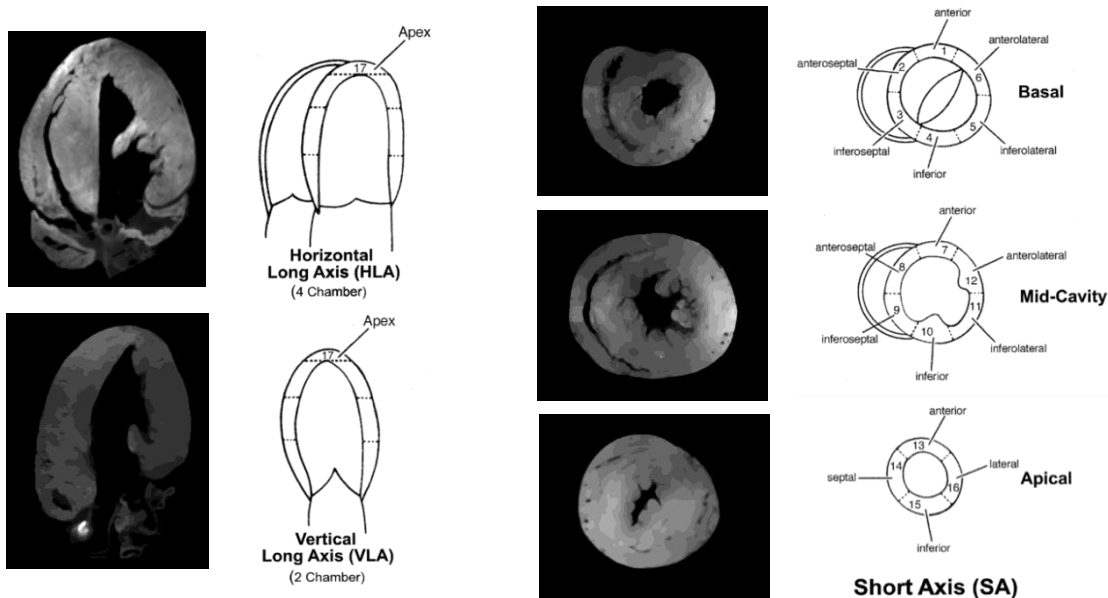 Apex
17
Horizontal
Long Axis (HLA)
(4 Chamber)
Apex
17
Vertical
Long Axis (VLA)
(2 Chamber)
anterior
anterolateral
anteroseptal
1
2
6
Basal
3
5
4
inferoseptal
inferolateral
inferior
anterior
anteroseptal
7
anterolateral
8
12
Mid-Cavity
9
11
10
inferoseptal
inferolateral
inferior
anterior
13
14
lateral
septal
16
Apical
15
inferior
Short Axis (SA)